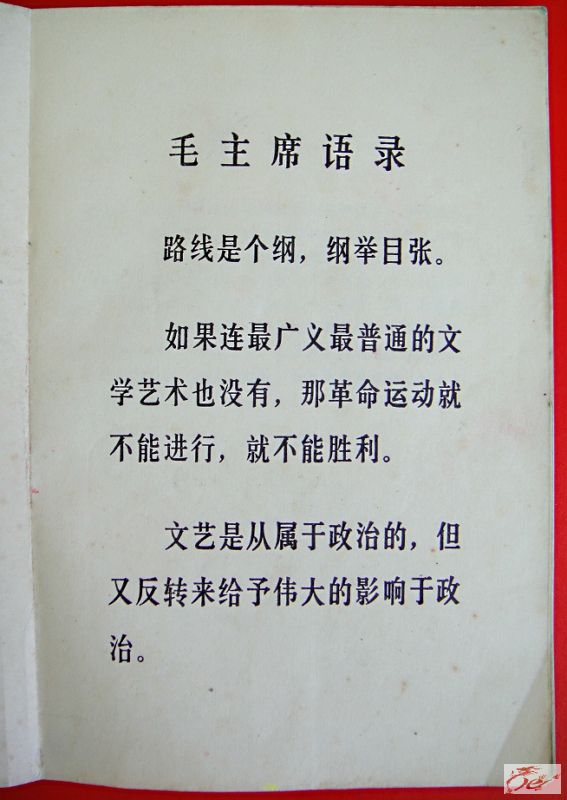 毛主席语录
路线是个纲，纲举目张。
如果连最广义最普通的文
学艺术也没有，那革命运动就
不能进行，就不能胜利。
文艺是从属于政治的，但
又反转来给予伟大的影响于政
治。